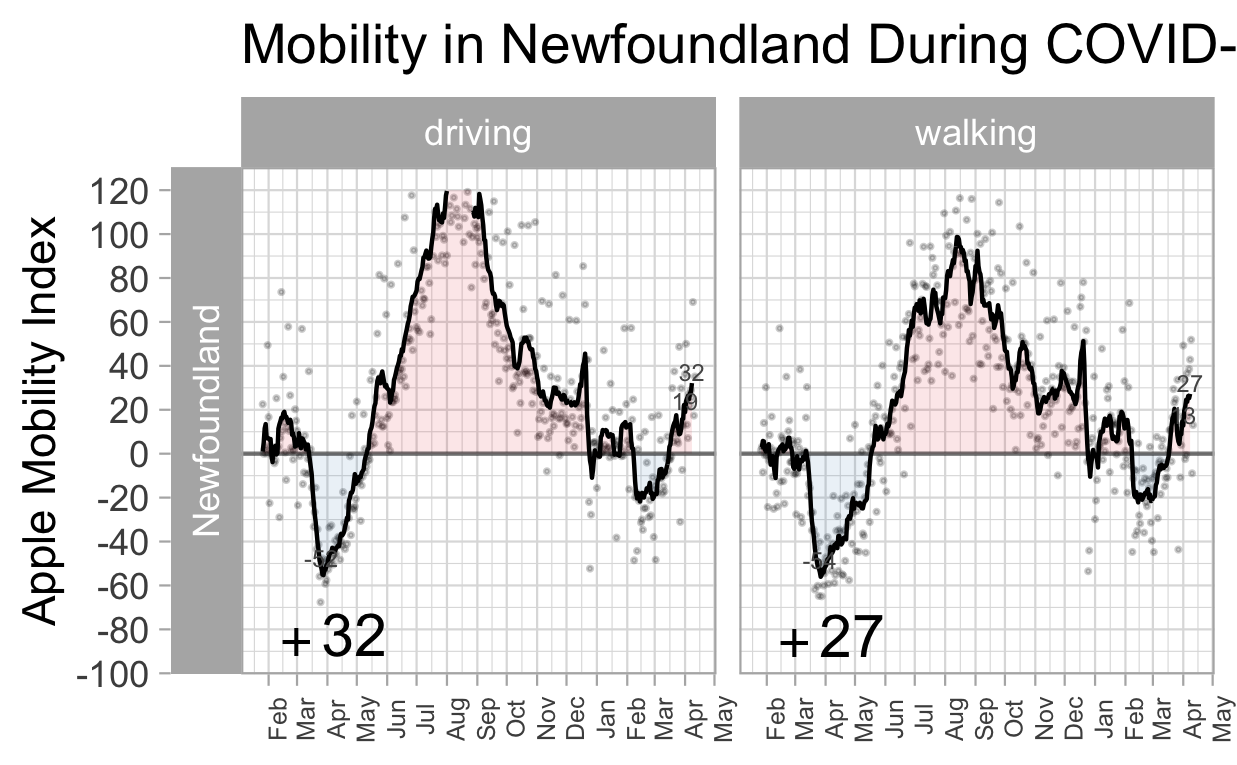 Mobility in Newfoundland During COVID-
driving
walking
Apple Mobility Index
Newfoundland
120
100
80
60
40
20
0
-20
-40
-60
-80
-100
32
19
-52
+32
27
13
-54
+27
Feb Mar Apr May Jun Jul Aug Sep Oct Nov Dec Jan Feb Mar Apr May
Feb Mar Apr May Jun Jul Aug Sep Oct Nov Dec Jan Feb Mar Apr May